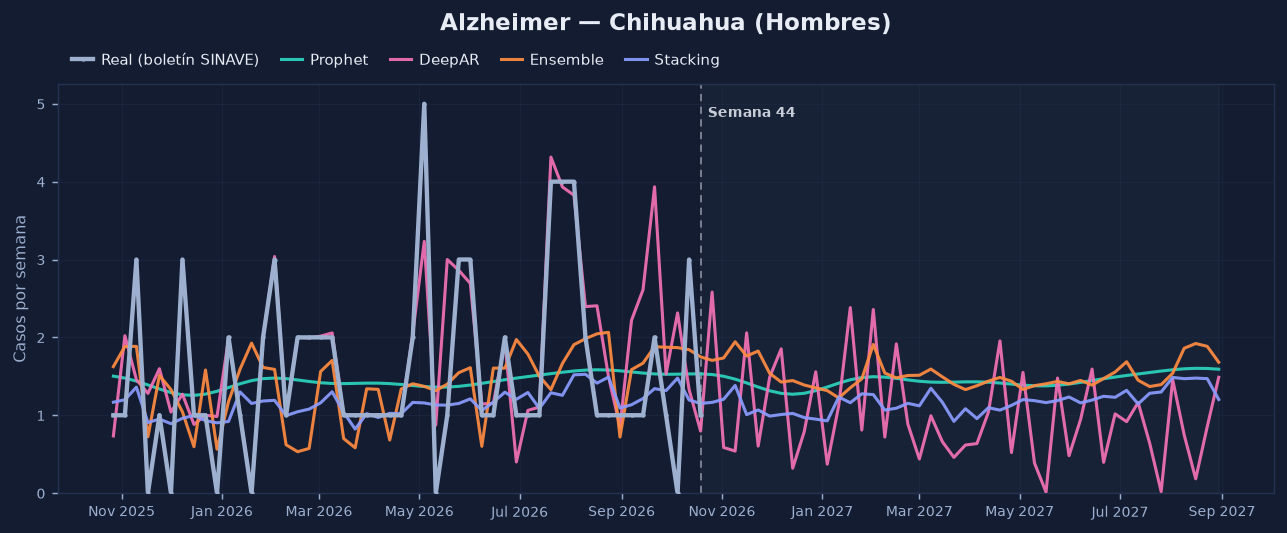 Alzheimer — Chihuahua (Hombres)
Real (boletín SINAVE) Prophet DeepAR Ensemble Stacking
Semana 44
Casos por semana
5
4
3
2
1
0
Nov 2025 Jan 2026 Mar 2026 May 2026 Jul 2026 Sep 2026 Nov 2026 Jan 2027 Mar 2027 May 2027 Jul 2027 Sep 2027